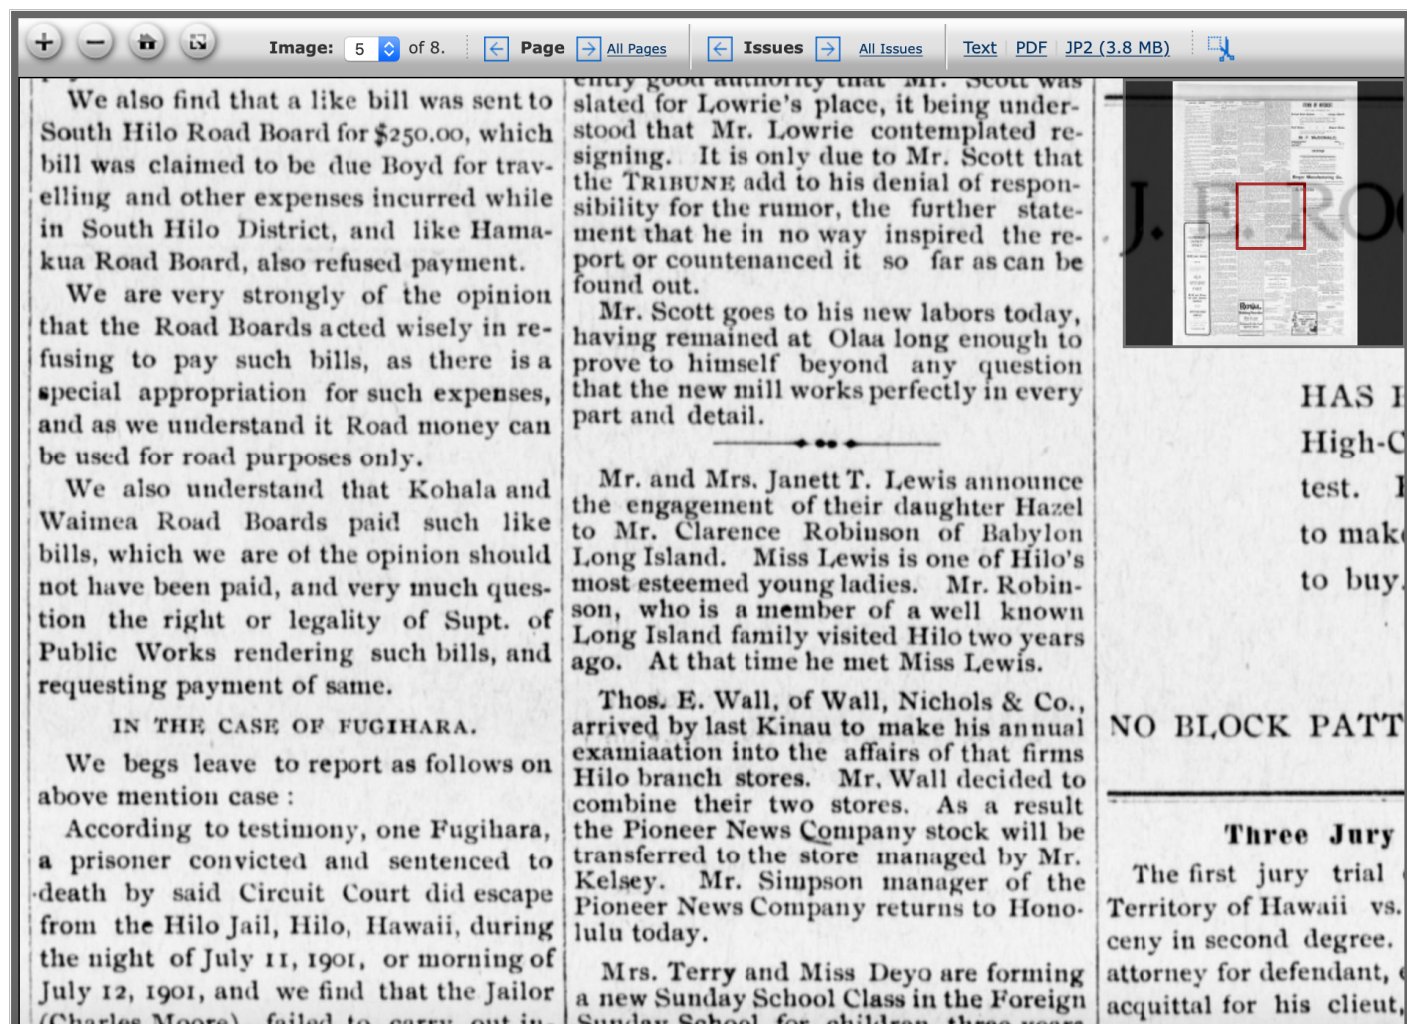 Image: 5 of 8. Page All Pages Issues All Issues Text PDF JP2 (3.8 MB)
We also find that a like bill was sent to
South Hilo Road Board for $250.00, which
bill was claimed to be due Boyd for trav-
elling and other expenses incurred while
in South Hilo District, and like Hama-
kua Road Board, also refused payment.
We are very strongly of the opinion
that the Road Boards acted wisely in re-
fusing to pay such bills, as there is a
special appropriation for such expenses,
and as we understand it Road money can
be used for road purposes only.
We also understand that Kohala and
Waimea Road Boards paid such like
bills, which we are of the opinion should
not have been paid, and very much ques-
tion the right or legality of Supt. of
Public Works rendering such bills, and
requesting payment of same.
IN THE CASE OF FUGIHARA.
We begs leave to report as follows on
above mention case :
According to testimony, one Fugihara,
a prisoner convicted and sentenced to
death by said Circuit Court did escape
from the Hilo Jail, Hilo, Hawaii, during
the night of July 11, 1901, or morning of
July 12, 1901, and we find that the Jailor
(Charles Moore) failed to carry out in-
ently good authority that Mr. Scott was
slated for Lowrie's place, it being under-
stood that Mr. Lowrie contemplated re-
signing. It is only due to Mr. Scott that
the TRIBUNE add to his denial of respon-
sibility for the rumor, the further state-
ment that he in no way inspired the re-
port or countenanced it so far as can be
found out.
Mr. Scott goes to his new labors today,
having remained at Olaa long enough to
prove to himself beyond any question
that the new mill works perfectly in every
part and detail.
Mr. and Mrs. Janett T. Lewis announce
the engagement of their daughter Hazel
to Mr. Clarence Robinson of Babylon
Long Island. Miss Lewis is one of Hilo's
most esteemed young ladies. Mr. Robin-
son, who is a member of a well known
Long Island family visited Hilo two years
ago. At that time he met Miss Lewis.
Thos. E. Wall, of Wall, Nichols & Co.,
arrived by last Kinau to make his annual
examiaation into the affairs of that firms
Hilo branch stores. Mr. Wall decided to
combine their two stores. As a result
the Pioneer News Company stock will be
transferred to the store managed by Mr.
Kelsey. Mr. Simpson manager of the
Pioneer News Company returns to Hono-
lulu today.
Mrs. Terry and Miss Deyo are forming
a new Sunday School Class in the Foreign
Sunday School for children three years
J. E. RO
HAS
High-C
test.
to make
to buy.
NO BLOCK PATT
Three Jury
The first jury trial
Territory of Hawaii vs.
ceny in second degree.
attorney for defendant,
acquittal for his client,